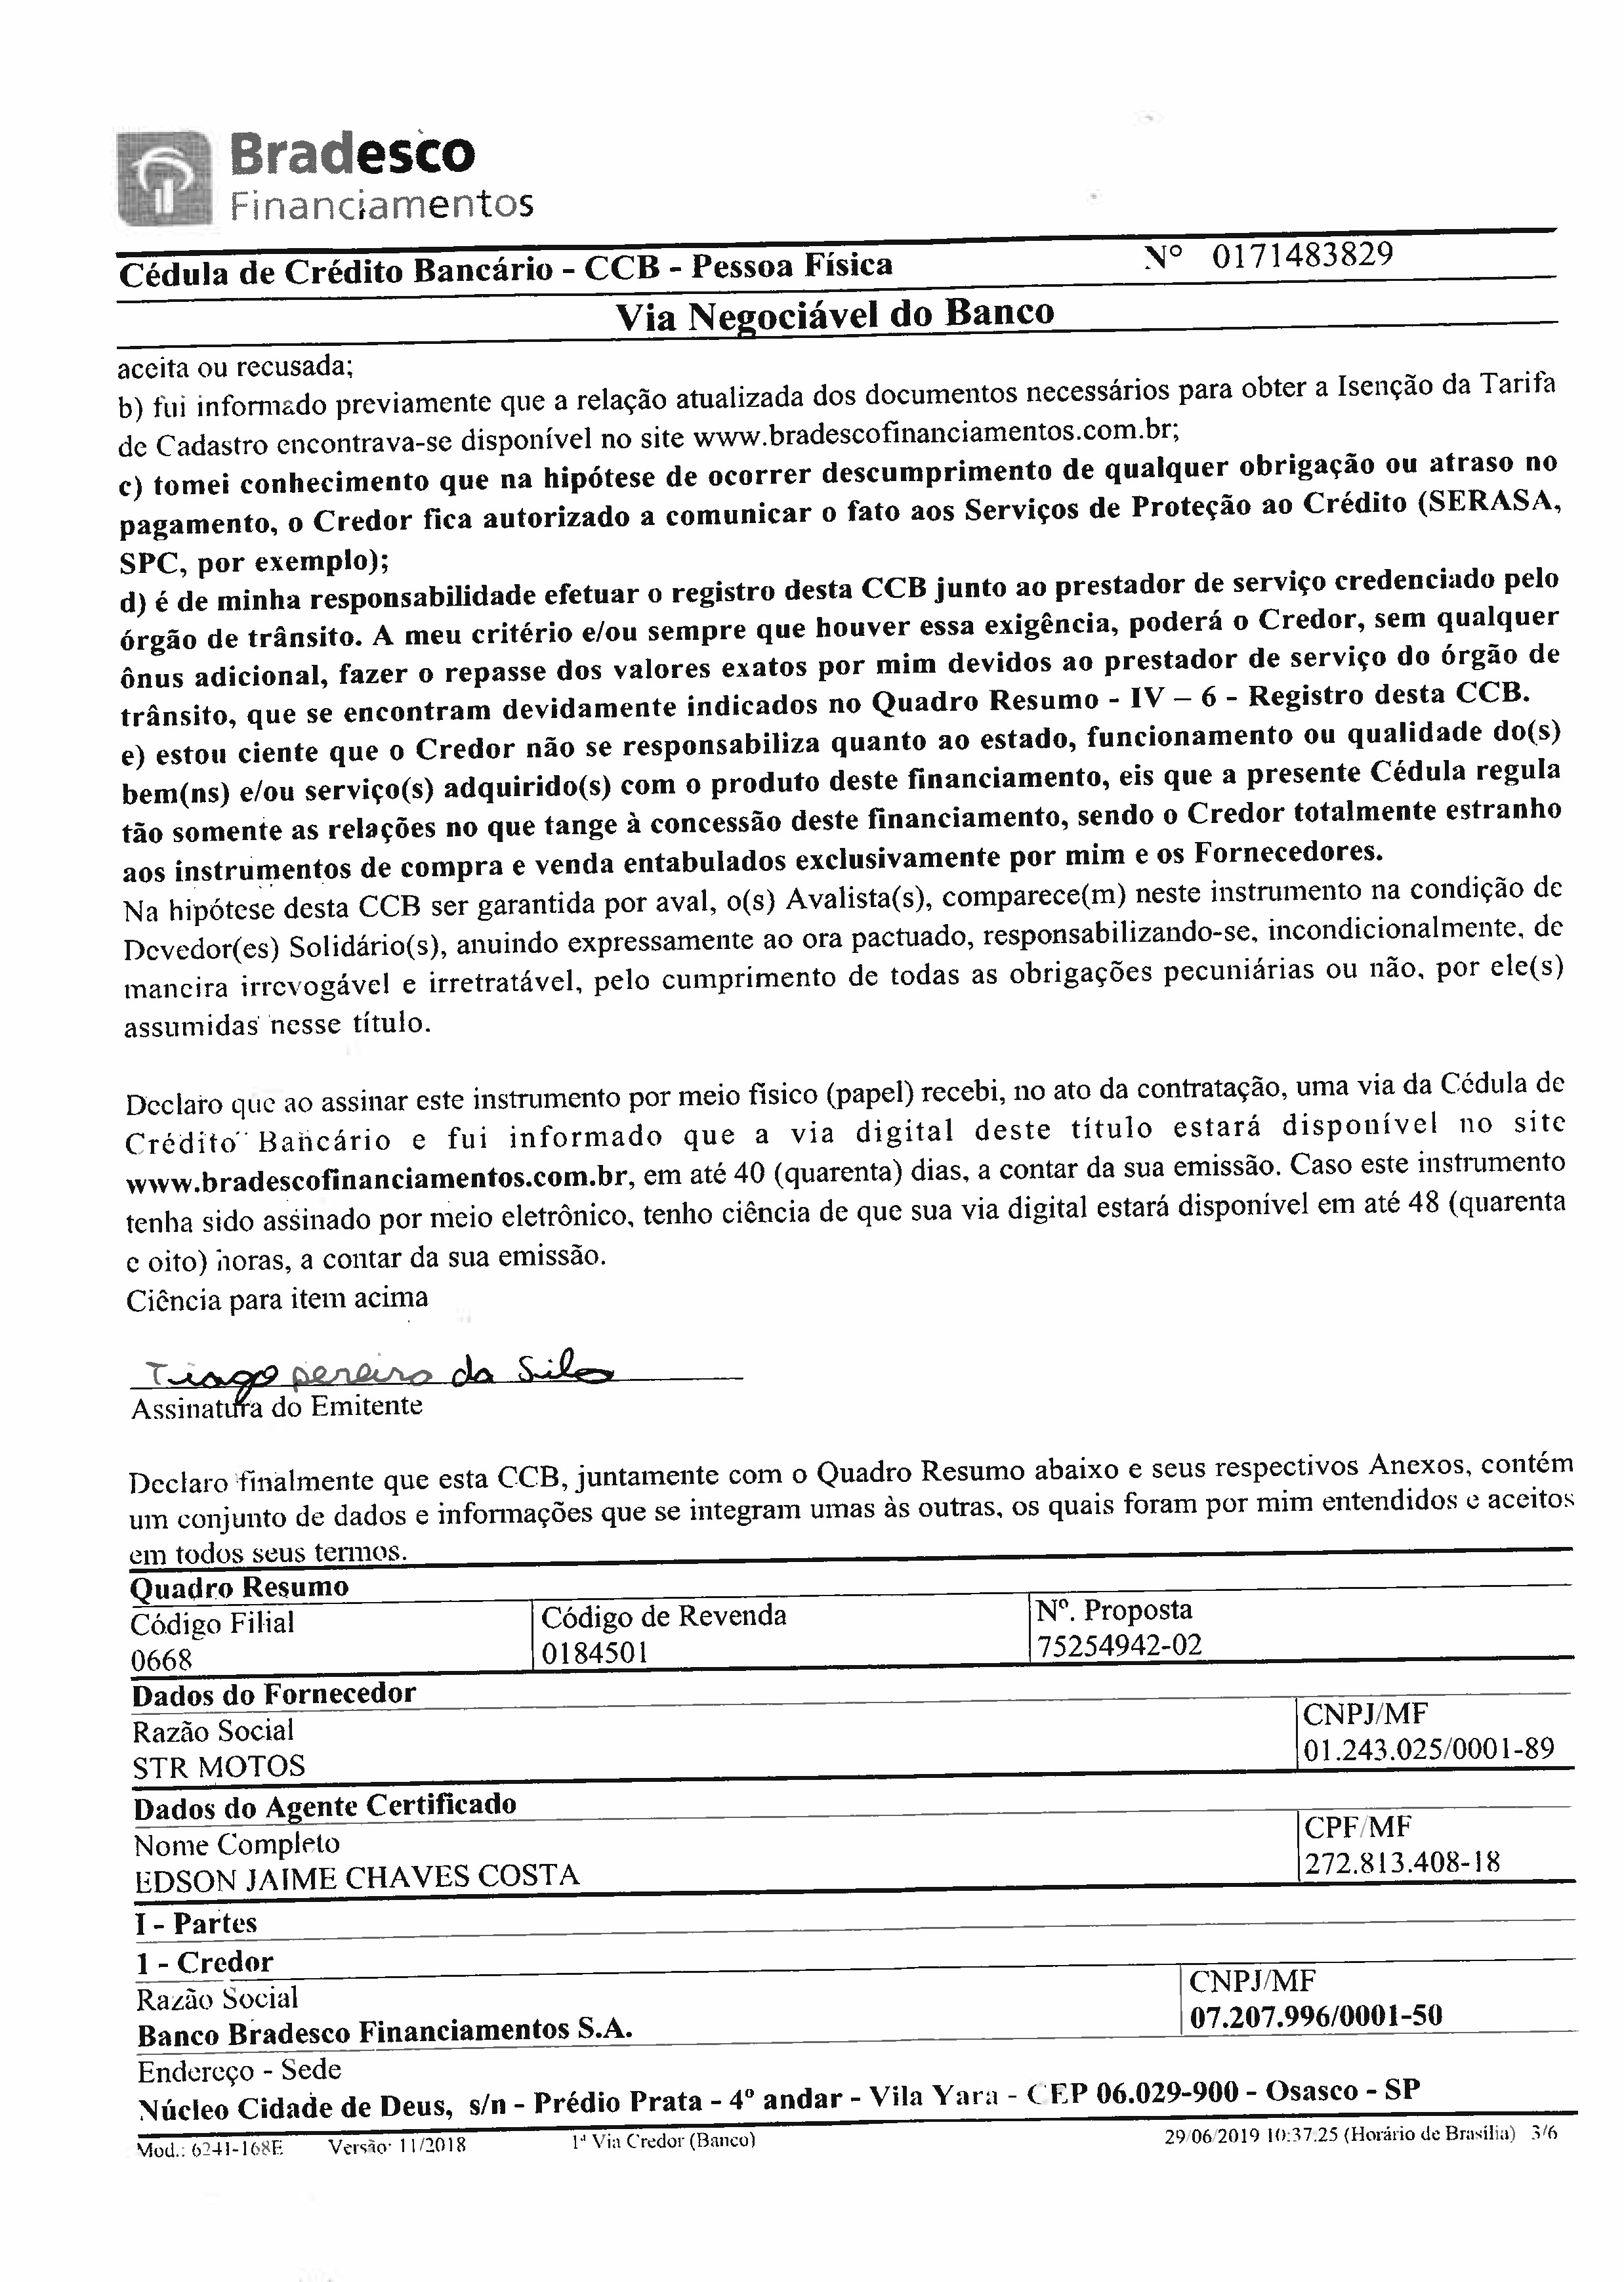 Bradesco
Financiamentos
Cédula de Crédito Bancário - CCB - Pessoa Física Nº 0171483829
Via Negociável do Banco
aceita ou recusada;
b) fui informado previamente que a relação atualizada dos documentos necessários para obter a Isenção da Tarifa
de Cadastro encontrava-se disponível no site www.bradescofinanciamentos.com.br;
c) tomei conhecimento que na hipótese de ocorrer descumprimento de qualquer obrigação ou atraso no
pagamento, o Credor fica autorizado a comunicar o fato aos Serviços de Proteção ao Crédito (SERASA,
SPC, por exemplo);
d) é de minha responsabilidade efetuar o registro desta CCB junto ao prestador de serviço credenciado pelo
órgão de trânsito. A meu critério e/ou sempre que houver essa exigência, poderá o Credor, sem qualquer
ônus adicional, fazer o repasse dos valores exatos por mim devidos ao prestador de serviço do órgão de
trânsito, que se encontram devidamente indicados no Quadro Resumo - IV – 6 - Registro desta CCB.
e) estou ciente que o Credor não se responsabiliza quanto ao estado, funcionamento ou qualidade do(s)
bem(ns) e/ou serviço(s) adquirido(s) com o produto deste financiamento, eis que a presente Cédula regula
tão somente as relações no que tange à concessão deste financiamento, sendo o Credor totalmente estranho
aos instrumentos de compra e venda entabulados exclusivamente por mim e os Fornecedores.
Na hipótese desta CCB ser garantida por aval, o(s) Avalista(s), comparece(m) neste instrumento na condição de
Devedor(es) Solidário(s), anuindo expressamente ao ora pactuado, responsabilizando-se, incondicionalmente, de
maneira irrevogável e irretratável, pelo cumprimento de todas as obrigações pecuniárias ou não, por ele(s)
assumidas nesse título.
Declaro que ao assinar este instrumento por meio físico (papel) recebi, no ato da contratação, uma via da Cédula de
Crédito Bancário e fui informado que a via digital deste título estará disponível no site
www.bradescofinanciamentos.com.br, em até 40 (quarenta) dias, a contar da sua emissão. Caso este instrumento
tenha sido assinado por meio eletrônico, tenho ciência de que sua via digital estará disponível em até 48 (quarenta
e oito) horas, a contar da sua emissão.
Ciência para item acima
Tiago pereira da Silva
Assinatura do Emitente
Declaro finalmente que esta CCB, juntamente com o Quadro Resumo abaixo e seus respectivos Anexos, contém
um conjunto de dados e informações que se integram umas às outras, os quais foram por mim entendidos e aceitos
em todos seus termos.
Quadro Resumo
Código Filial Código de Revenda Nº. Proposta
0668 0184501 75254942-02
Dados do Fornecedor
Razão Social CNPJ/MF
STR MOTOS 01.243.025/0001-89
Dados do Agente Certificado
Nome Completo CPF/MF
EDSON JAIME CHAVES COSTA 272.813.408-18
I - Partes
1 - Credor
Razão Social CNPJ/MF
Banco Bradesco Financiamentos S.A. 07.207.996/0001-50
Endereço - Sede
Núcleo Cidade de Deus, s/n - Prédio Prata - 4º andar - Vila Yara - CEP 06.029-900 - Osasco - SP
Mod.: 6241-168E Versão: 11/2018 1ª Via Credor (Banco) 29/06/2019 10:37:25 (Horário de Brasília) 3/6